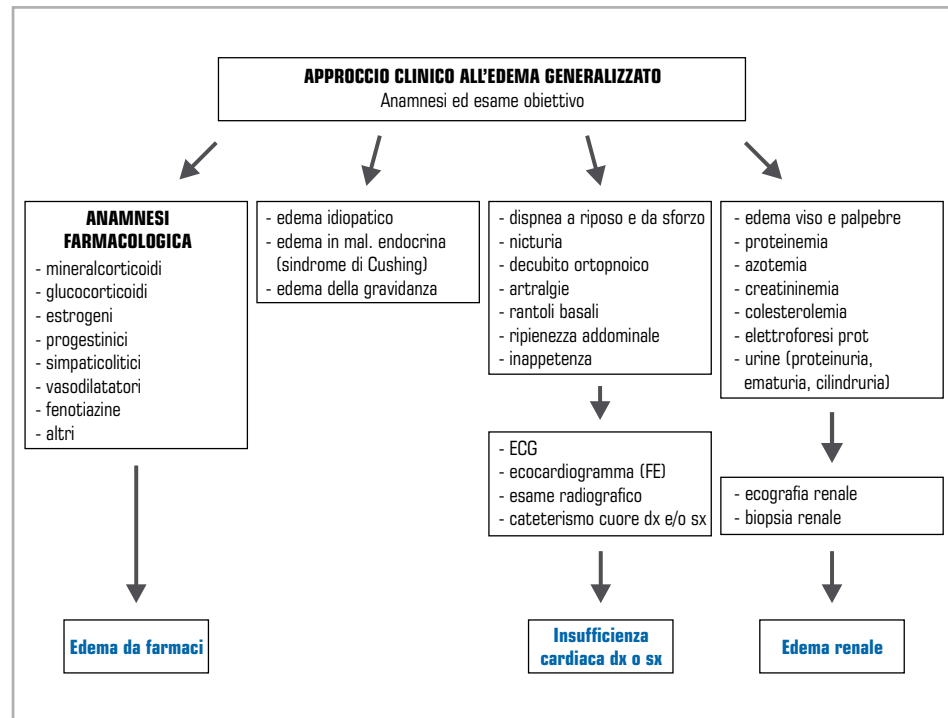 APPROCCIO CLINICO ALL'EDEMA GENERALIZZATO
Anamnesi ed esame obiettivo
ANAMNESI
FARMACOLOGICA
- mineralcorticoidi
- glucocorticoidi
- estrogeni
- progestinici
- simpaticolitici
- vasodilatatori
- fenotiazine
- altri
- edema idiopatico
- edema in mal. endocrina
(sindrome di Cushing)
- edema della gravidanza
- dispnea a riposo e da sforzo
- nicturia
- decubito ortopnoico
- artralgie
- rantoli basali
- ripienezza addominale
- inappetenza
- edema viso e palpebre
- proteinemia
- azotemia
- creatininemia
- colesterolemia
- elettroforesi prot
- urine (proteinuria,
ematuria, cilindruria)
- ECG
- ecocardiogramma (FE)
- esame radiografico
- cateterismo cuore dx e/o sx
- ecografia renale
- biopsia renale
Edema da farmaci
Insufficienza
cardiaca dx o sx
Edema renale